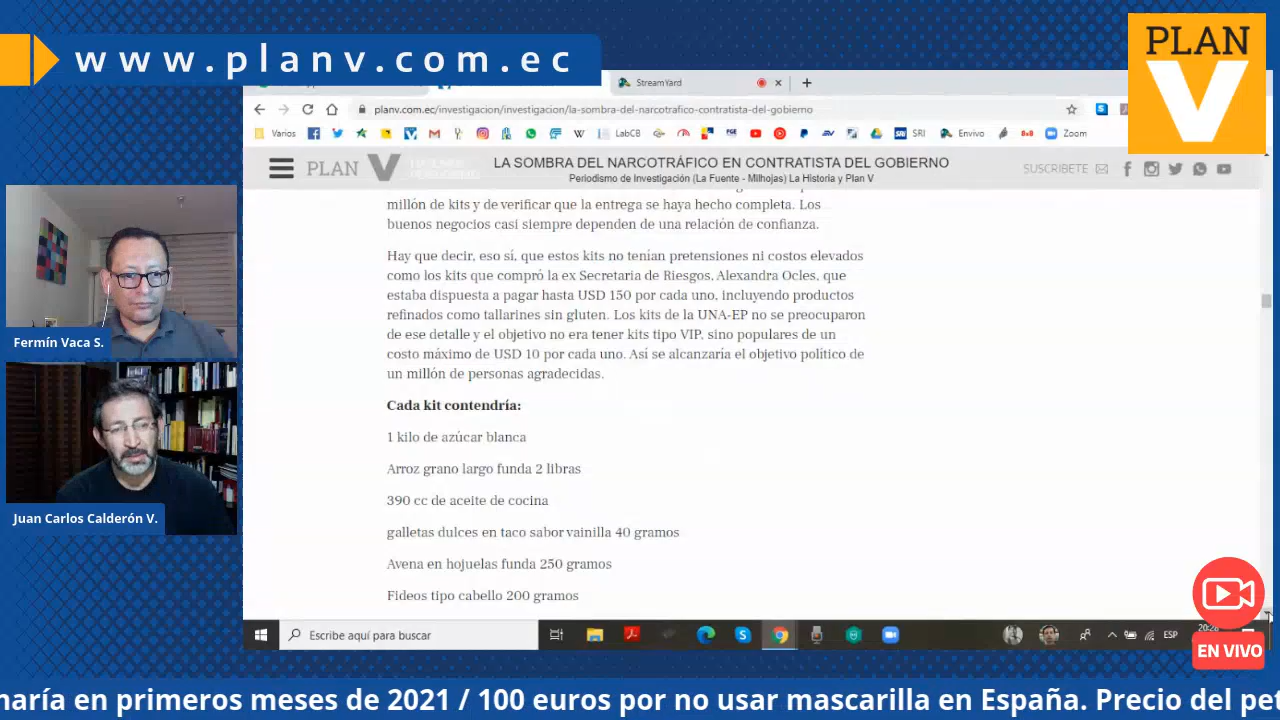 www.planv.com.ec
PLAN
V
StreamYard
planv.com.ec/investigacion/investigacion/la-sombra-del-narcotrafico-contratista-del-gobierno
Varios
LabCB
SRI
Envivo
Zoom
PLAN V
LA SOMBRA DEL NARCOTRÁFICO EN CONTRATISTA DEL GOBIERNO
Periodismo de Investigación (La Fuente - Milhojas) La Historia y Plan V
SUSCRIBETE
millón de kits y de verificar que la entrega se haya hecho completa. Los
buenos negocios casi siempre dependen de una relación de confianza.
Hay que decir, eso sí, que estos kits no tenían pretensiones ni costos elevados
como los kits que compró la ex Secretaria de Riesgos, Alexandra Ocles, que
estaba dispuesta a pagar hasta USD 150 por cada uno, incluyendo productos
refinados como tallarines sin gluten. Los kits de la UNA-EP no se preocuparon
de ese detalle y el objetivo no era tener kits tipo VIP, sino populares de un
costo máximo de USD 10 por cada uno. Así se alcanzaría el objetivo político de
un millón de personas agradecidas.
Cada kit contendría:
1 kilo de azúcar blanca
Arroz grano largo funda 2 libras
390 cc de aceite de cocina
galletas dulces en taco sabor vainilla 40 gramos
Avena en hojuelas funda 250 gramos
Fideos tipo cabello 200 gramos
Fermín Vaca S.
Juan Carlos Calderón V.
Escribe aquí para buscar
ESP
EN VIVO
naría en primeros meses de 2021 / 100 euros por no usar mascarilla en España. Precio del pet